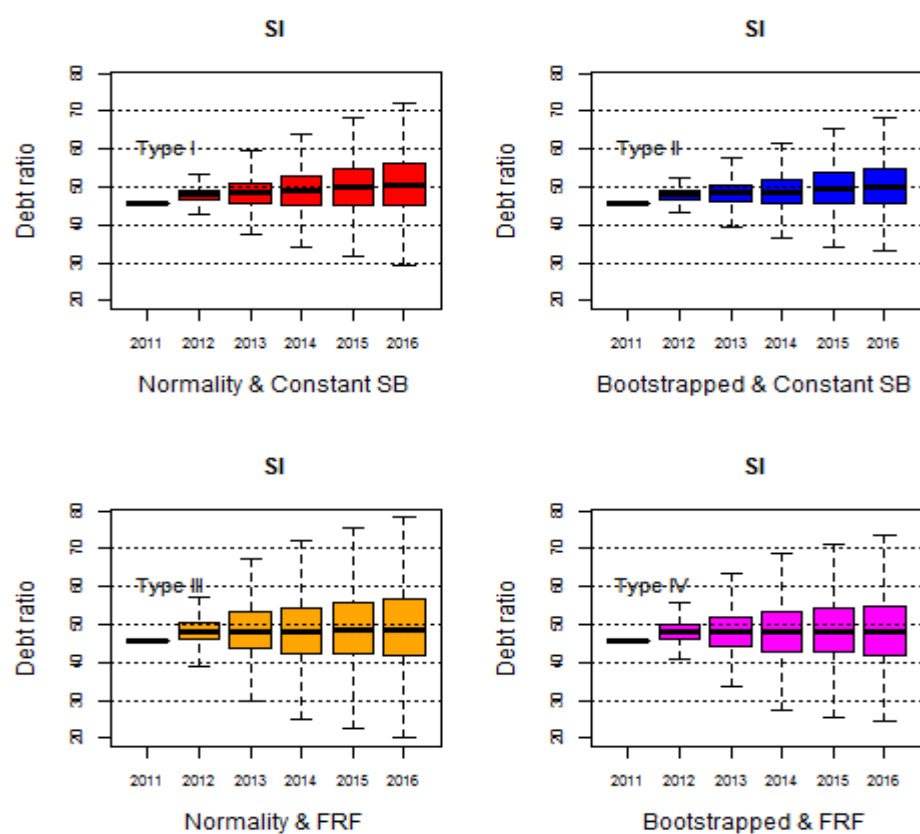 SI
80
70
60
50
40
30
20
Debt ratio
Type I
2011 2012 2013 2014 2015 2016
Normality & Constant SB
SI
80
70
60
50
40
30
20
Debt ratio
Type II
2011 2012 2013 2014 2015 2016
Bootstrapped & Constant SB
SI
80
70
60
50
40
30
20
Debt ratio
Type III
2011 2012 2013 2014 2015 2016
Normality & FRF
SI
80
70
60
50
40
30
20
Debt ratio
Type IV
2011 2012 2013 2014 2015 2016
Bootstrapped & FRF